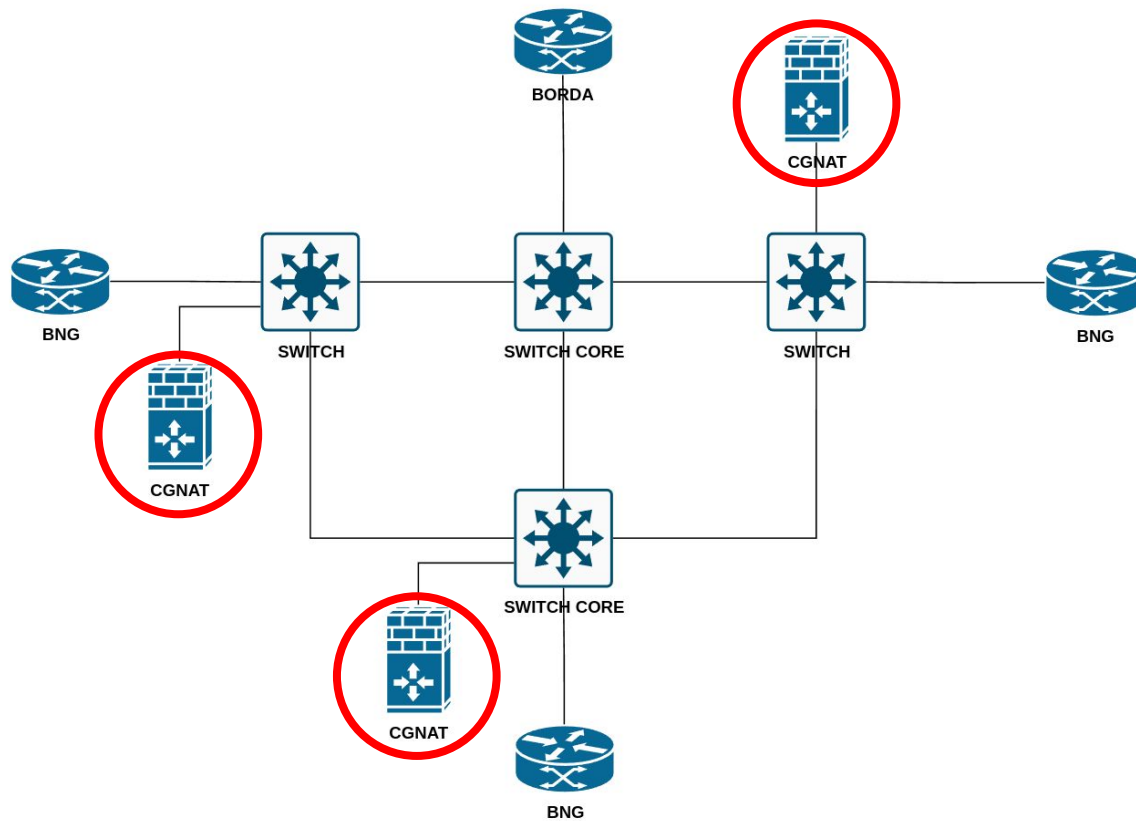 BORDA
CGNAT
BNG
SWITCH
SWITCH CORE
SWITCH
BNG
CGNAT
SWITCH CORE
CGNAT
BNG